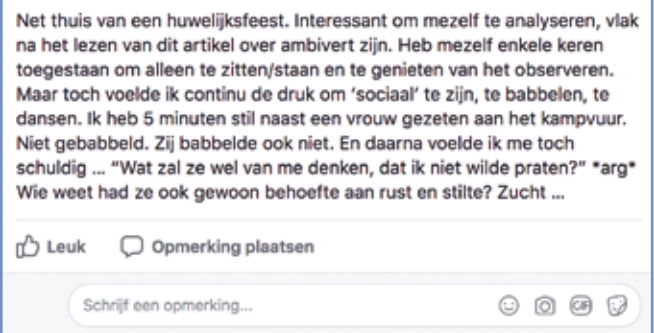 Net thuis van een huwelijksfeest. Interessant om mezelf te analyseren, vlak
na het lezen van dit artikel over ambivert zijn. Heb mezelf enkele keren
toegestaan om alleen te zitten/staan en te genieten van het observeren.
Maar toch voelde ik continu de druk om ‘sociaal’ te zijn, te babbelen, te
dansen. Ik heb 5 minuten stil naast een vrouw gezeten aan het kampvuur.
Niet gebabbeld. Zij babbelde ook niet. En daarna voelde ik me toch
schuldig ... “Wat zal ze wel van me denken, dat ik niet wilde praten?” *arg*
Wie weet had ze ook gewoon behoefte aan rust en stilte? Zucht ...
Leuk Opmerking plaatsen
Schrijf een opmerking... GIF